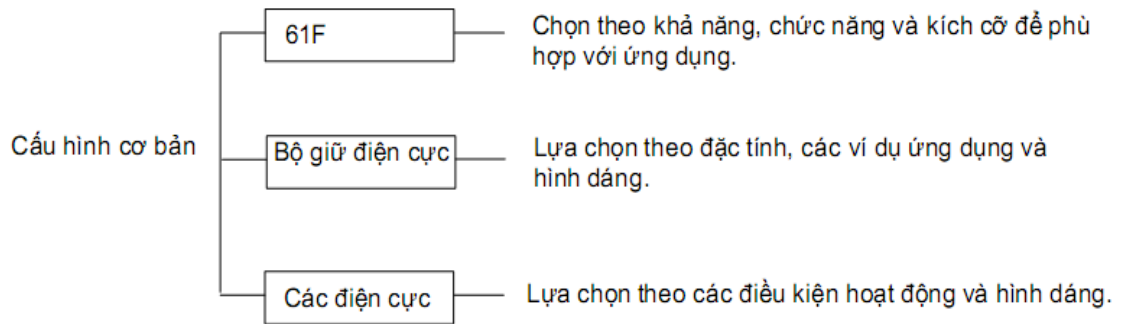 61F
Chọn theo khả năng, chức năng và kích cỡ để phù
hợp với ứng dụng.
Cấu hình cơ bản
Bộ giữ điện cực
Lựa chọn theo đặc tính, các ví dụ ứng dụng và
hình dáng.
Các điện cực
Lựa chọn theo các điều kiện hoạt động và hình dáng.